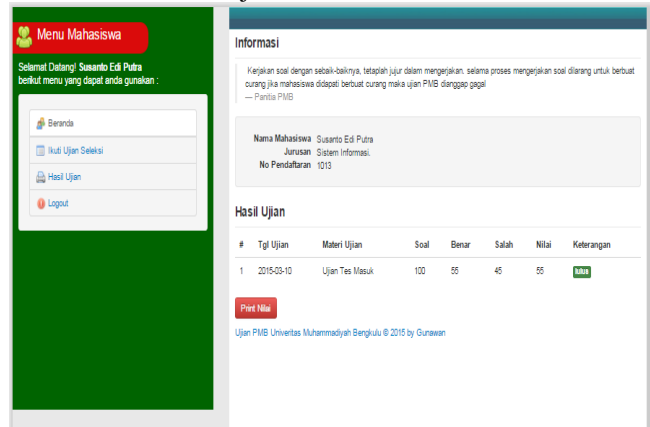 Menu Mahasiswa
Selamat Datang! Susanto Edi Putra
berikut menu yang dapat anda gunakan :
Beranda
Ikuti Ujian Seleksi
Hasil Ujian
Logout
Informasi
Kerjakan soal dengan sebaik-baiknya, tetaplah jujur dalam mengerjakan. selama proses mengerjakan soal dilarang untuk berbuat
curang jika mahasiswa didapati berbuat curang maka ujian PMB dianggap gagal
— Panitia PMB
Nama Mahasiswa Susanto Edi Putra
Jurusan Sistem Informasi.
No Pendaftaran 1013
Hasil Ujian
# Tgl Ujian Materi Ujian Soal Benar Salah Nilai Keterangan
1 2015-03-10 Ujian Tes Masuk 100 55 45 55 lulus
Print Nilai
Ujian PMB Univeritas Muhammadiyah Bengkulu © 2015 by Gunawan